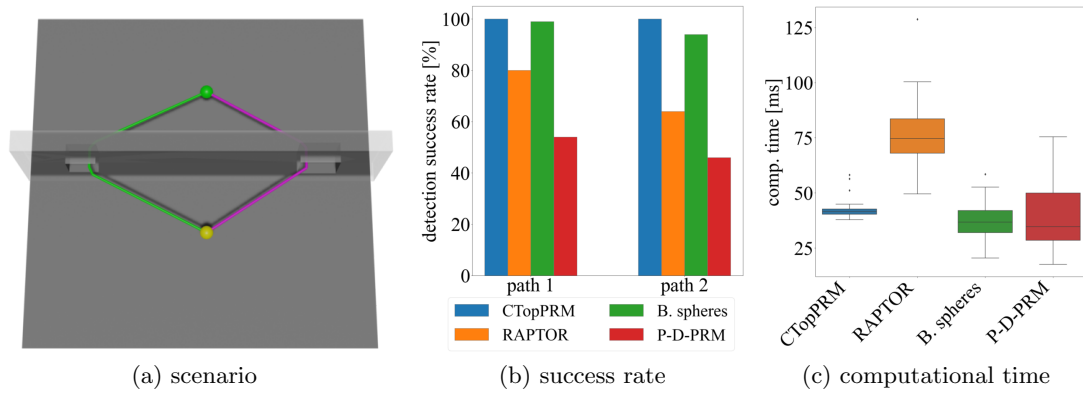 detection success rate [%]
100
80
60
40
20
0
path 1
path 2
CTopPRM
B. spheres
RAPTOR
P-D-PRM
comp. time [ms]
125
100
75
50
25
CTopPRM
RAPTOR
B. spheres
P-D-PRM
(a) scenario
(b) success rate
(c) computational time